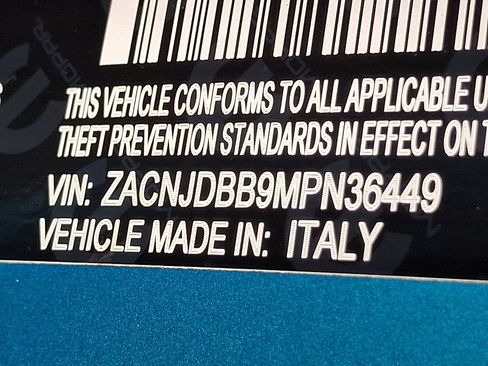 THIS VEHICLE CONFORMS TO ALL APPLICABLE
THEFT PREVENTION STANDARDS IN EFFECT ON
VIN: ZACNJDBB9MPN36449
VEHICLE MADE IN: ITALY